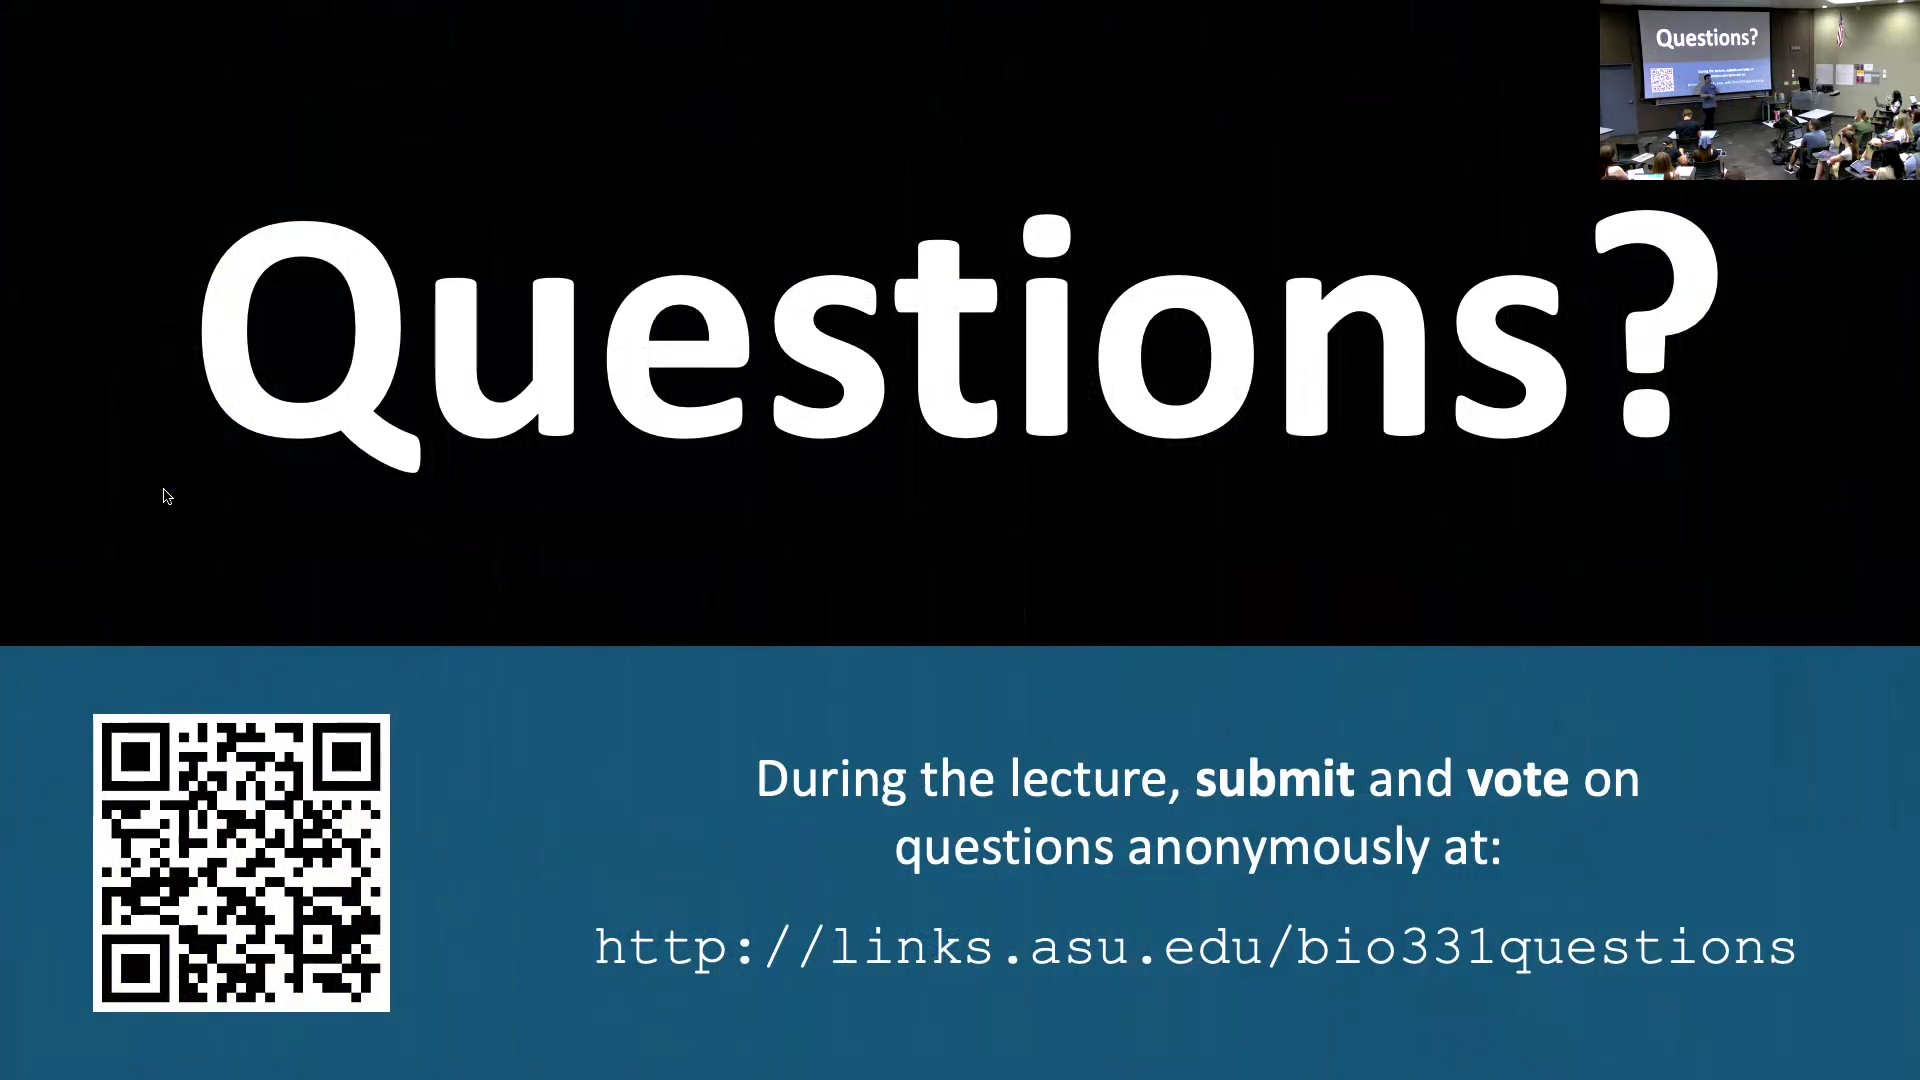 Questions?
Questions?
During the lecture, submit and vote on
questions anonymously at:
http://links.asu.edu/bio331questions